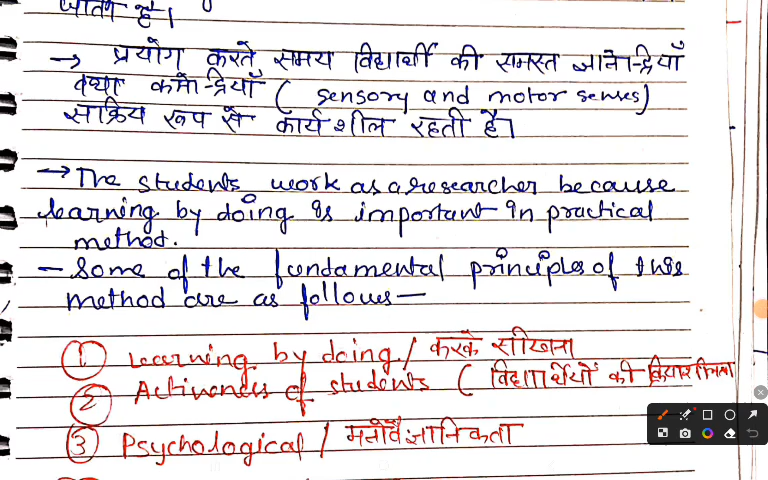 जाता है।
→ प्रयोग करते समय विद्यार्थी की समस्त ज्ञानेन्द्रियाँ
तथा कर्मेन्द्रियाँ ( sensory and motor senses)
सक्रिय रूप से कार्यशील रहती है।
→ The students work as a researcher because
learning by doing is important in practical
method.
- Some of the fundamental principles of this
method are as follows -
① Learning by doing / करके सीखना
② Activeness of students ( विद्यार्थियों की
③ Psychological / मनोवैज्ञानिकता